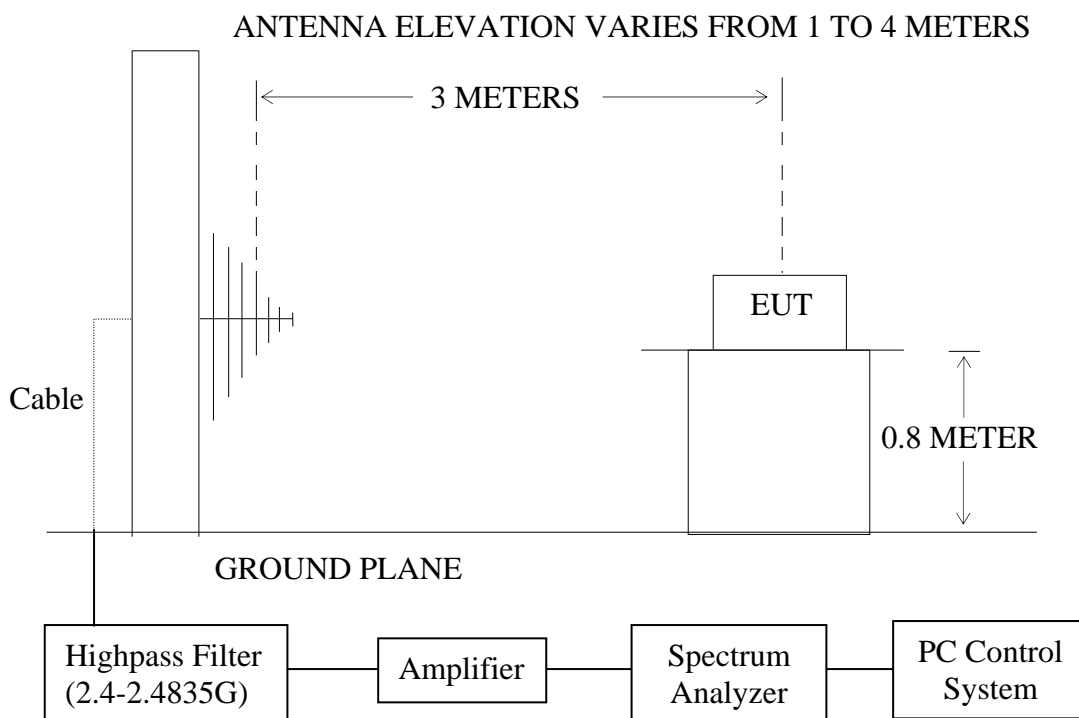 ANTENNA ELEVATION VARIES FROM 1 TO 4 METERS
3 METERS
EUT
Cable
0.8 METER
GROUND PLANE
Highpass Filter
(2.4-2.4835G)
Amplifier
Spectrum
Analyzer
PC Control
System